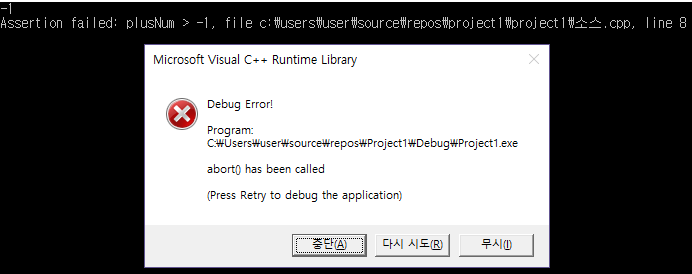 -1
Assertion failed: plusNum > -1, file c:₩users₩user₩source₩repos₩project1₩project1₩소스.cpp, line 8
Microsoft Visual C++ Runtime Library
Debug Error!
Program:
C:₩Users₩user₩source₩repos₩Project1₩Debug₩Project1.exe
abort() has been called
(Press Retry to debug the application)
중단(A) 다시 시도(R) 무시(I)